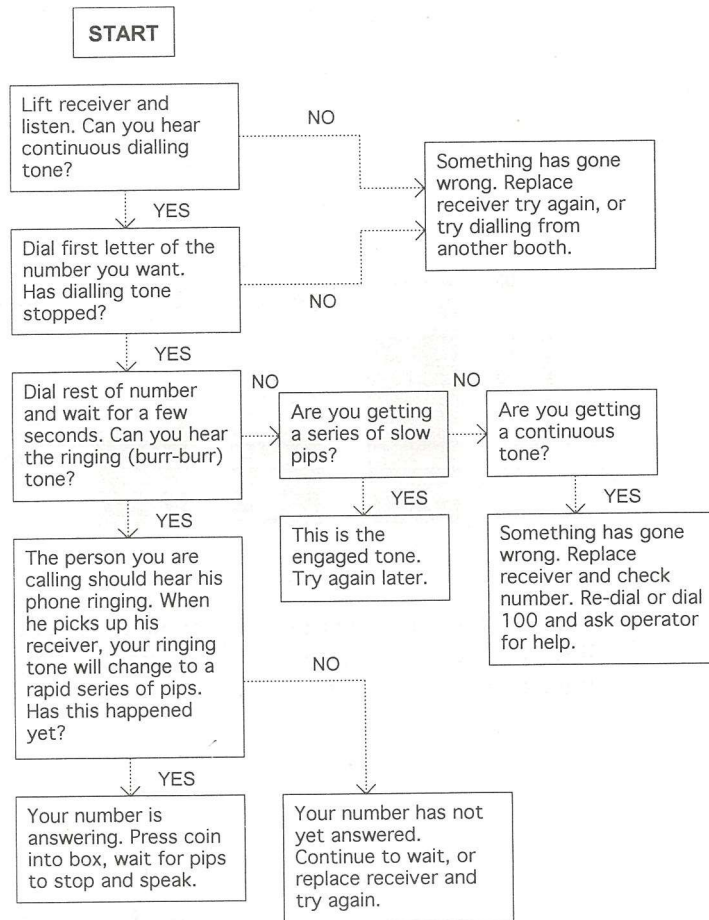 START
Lift receiver and
listen. Can you hear
continuous dialling
tone?
NO
Something has gone
wrong. Replace
receiver try again, or
try dialling from
another booth.
YES
Dial first letter of the
number you want.
Has dialling tone
stopped?
NO
YES
Dial rest of number
and wait for a few
seconds. Can you hear
the ringing (burr-burr)
tone?
NO
Are you getting
a series of slow
pips?
NO
Are you getting
a continuous
tone?
YES
The person you are
calling should hear his
phone ringing. When
he picks up his
receiver, your ringing
tone will change to a
rapid series of pips.
Has this happened
yet?
YES
This is the
engaged tone.
Try again later.
YES
Something has gone
wrong. Replace
receiver and check
number. Re-dial or dial
100 and ask operator
for help.
NO
YES
Your number is
answering. Press coin
into box, wait for pips
to stop and speak.
Your number has not
yet answered.
Continue to wait, or
replace receiver and
try again.